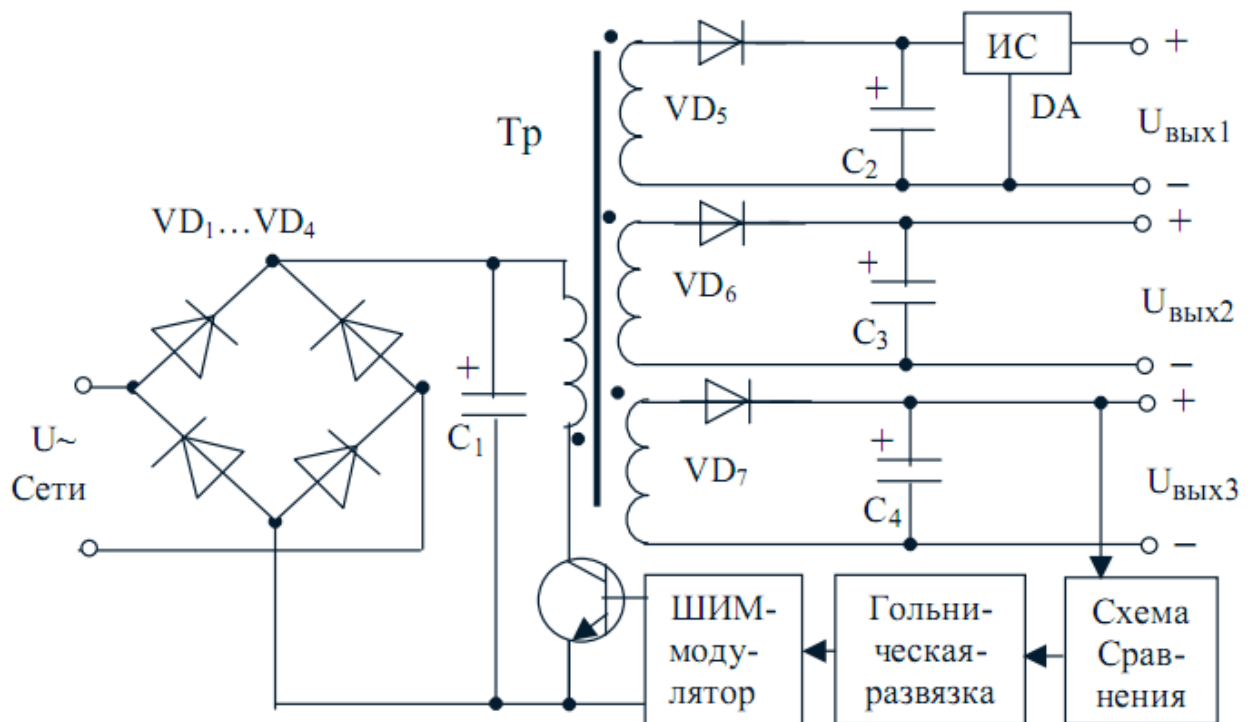 ИС
+
+
VD₅
DA
Uвых1
Тр
C₂
−
VD₁…VD₄
+
+
VD₆
Uвых2
C₃
−
+
+
+
C₁
U~
Сети
VD₇
Uвых3
C₄
−
ШИМ-
моду-
лятор
Гольни-
ческая-
развязка
Схема
Срав-
нения